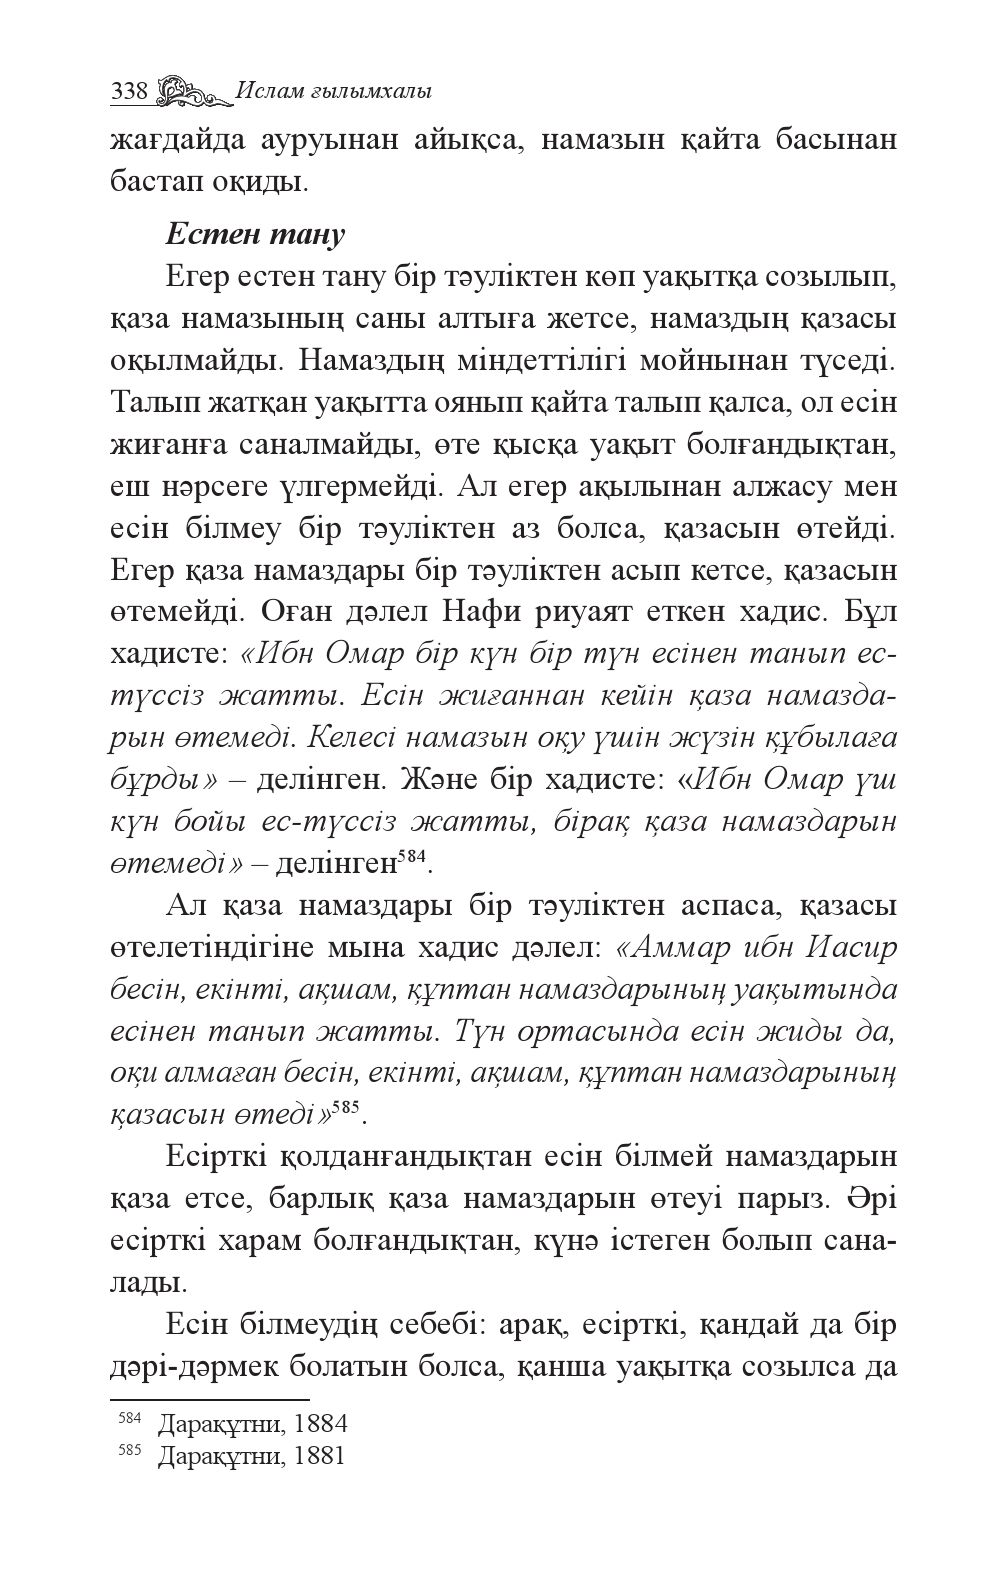 338 Ислам ғылымхалы
жағдайда ауруынан айықса, намазын қайта басынан
бастап оқиды.
Естен тану
Егер естен тану бір тәуліктен көп уақытқа созылып,
қаза намазының саны алтыға жетсе, намаздың қазасы
оқылмайды. Намаздың міндеттілігі мойнынан түседі.
Талып жатқан уақытта оянып қайта талып қалса, ол есін
жиғанға саналмайды, өте қысқа уақыт болғандықтан,
еш нәрсеге үлгермейді. Ал егер ақылынан алжасу мен
есін білмеу бір тәуліктен аз болса, қазасын өтейді.
Егер қаза намаздары бір тәуліктен асып кетсе, қазасын
өтемейді. Оған дәлел Нафи риуаят еткен хадис. Бұл
хадисте: «Ибн Омар бір күн бір түн есінен танып ес-
түссіз жатты. Есін жиғаннан кейін қаза намазда-
рын өтемеді. Келесі намазын оқу үшін жүзін құбылаға
бұрды» – делінген. Және бір хадисте: «Ибн Омар үш
күн бойы ес-түссіз жатты, бірақ қаза намаздарын
өтемеді» – делінген584.
Ал қаза намаздары бір тәуліктен аспаса, қазасы
өтелетіндігіне мына хадис дәлел: «Аммар ибн Иасир
бесін, екінті, ақшам, құптан намаздарының уақытында
есінен танып жатты. Түн ортасында есін жиды да,
оқи алмаған бесін, екінті, ақшам, құптан намаздарының
қазасын өтеді»585.
Есірткі қолданғандықтан есін білмей намаздарын
қаза етсе, барлық қаза намаздарын өтеуі парыз. Әрі
есірткі харам болғандықтан, күнә істеген болып сана-
лады.
Есін білмеудің себебі: арақ, есірткі, қандай да бір
дәрі-дәрмек болатын болса, қанша уақытқа созылса да
584 Дарақұтни, 1884
585 Дарақұтни, 1881